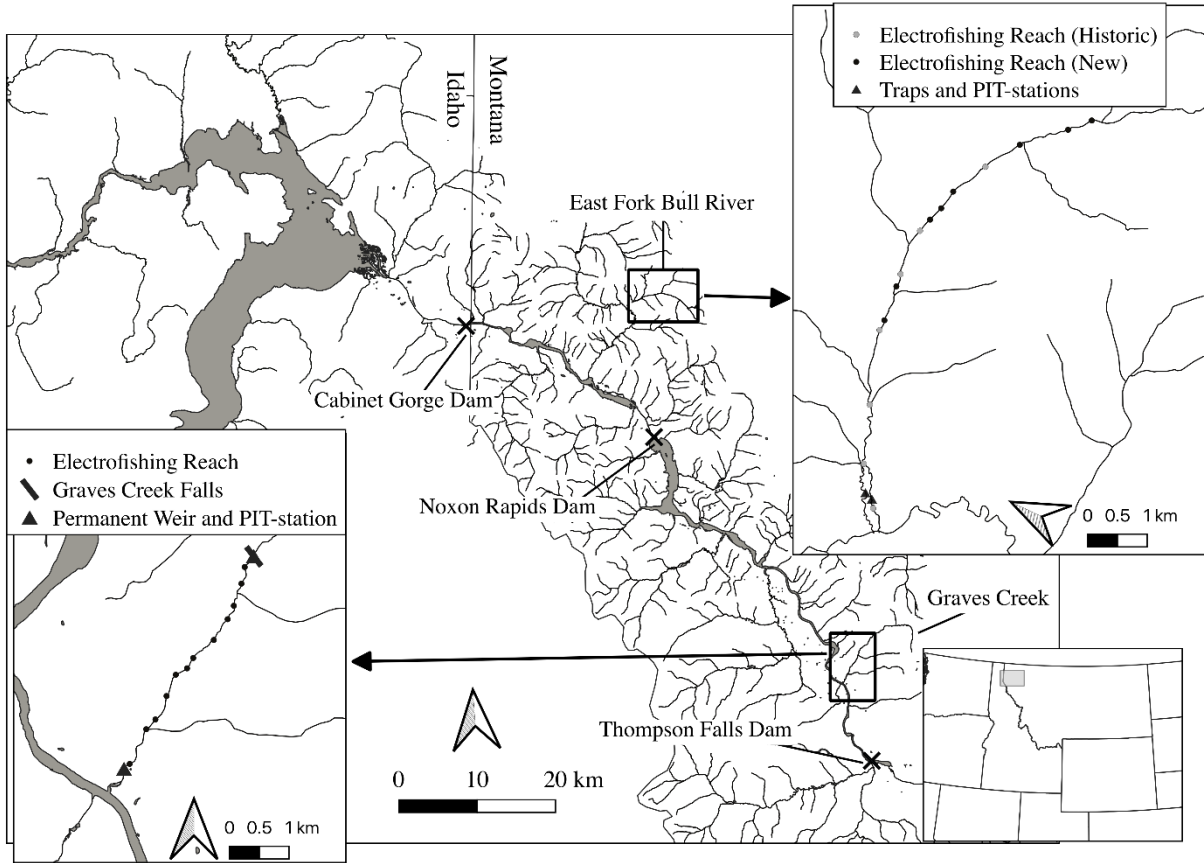 Electrofishing Reach (Historic)
Electrofishing Reach (New)
Traps and PIT-stations
Montana
Idaho
East Fork Bull River
Cabinet Gorge Dam
Noxon Rapids Dam
Electrofishing Reach
Graves Creek Falls
Permanent Weir and PIT-station
0 0.5 1 km
Graves Creek
Thompson Falls Dam
0 10 20 km
0 0.5 1 km